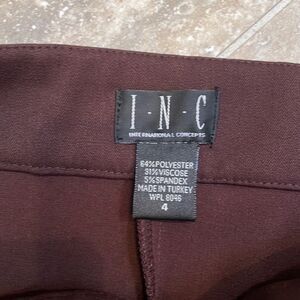 I·N·C
INTERNATIONAL CONCEPTS
64%POLYESTER
31%VISCOSE
5%SPANDEX
MADE IN TURKEY
WPL 8046
4